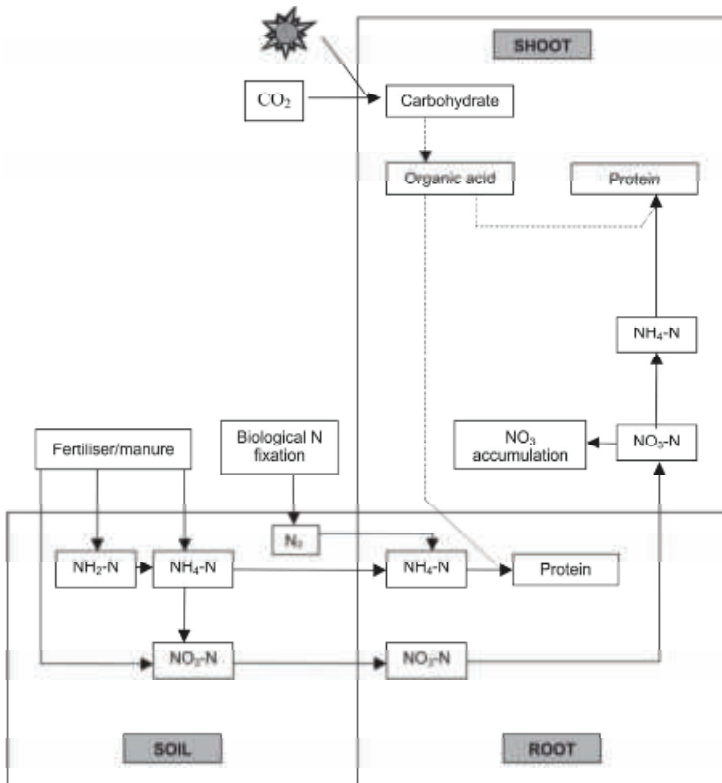 SHOOT
CO₂
Carbohydrate
Organic acid
Protein
NH₄-N
Fertiliser/manure
Biological N
fixation
NO₃
accumulation
NO₃-N
N₂
NH₂-N
NH₄-N
NH₄-N
Protein
NO₃-N
NO₃-N
SOIL
ROOT